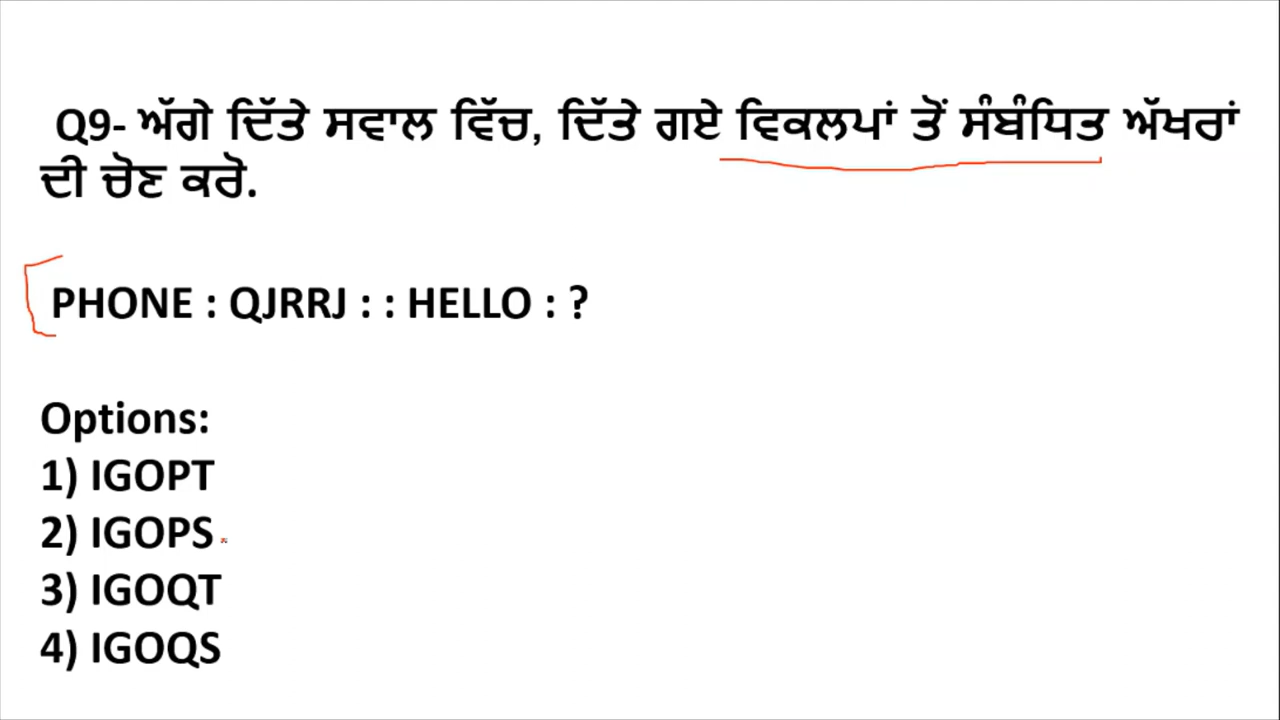 Q9- ਅੱਗੇ ਦਿੱਤੇ ਸਵਾਲ ਵਿੱਚ, ਦਿੱਤੇ ਗਏ ਵਿਕਲਪਾਂ ਤੋਂ ਸੰਬੰਧਿਤ ਅੱਖਰਾਂ
ਦੀ ਚੋਣ ਕਰੋ.
PHONE : QJRRJ : : HELLO : ?
Options:
1) IGOPT
2) IGOPS
3) IGOQT
4) IGOQS